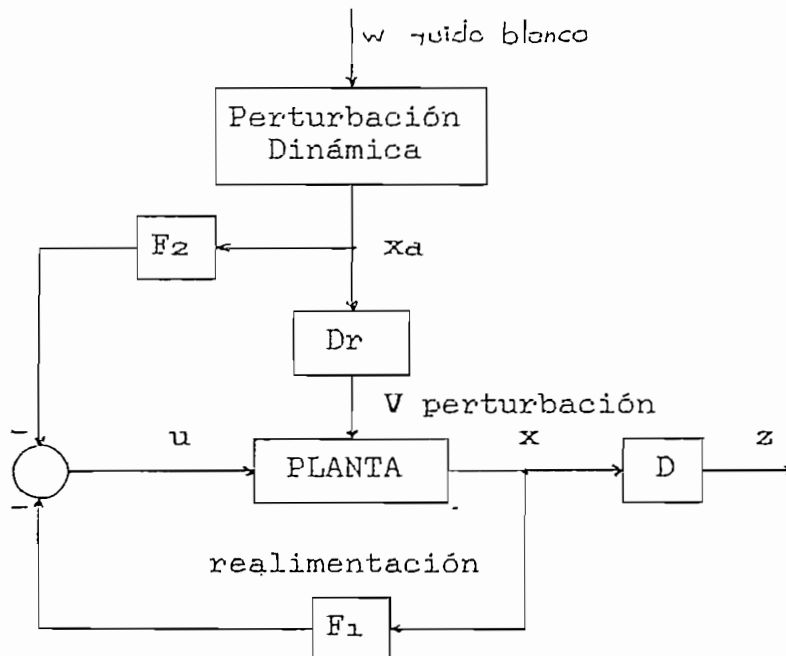 w ruido blanco
Perturbación
Dinámica
F2
xd
Dr
V perturbación
u
PLANTA
x
D
z
realimentación
F1